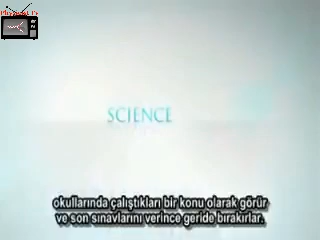 SCIENCE
okullarında çalıştıkları bir konu olarak görür
ve son sınavlarını verince geride bırakırlar.